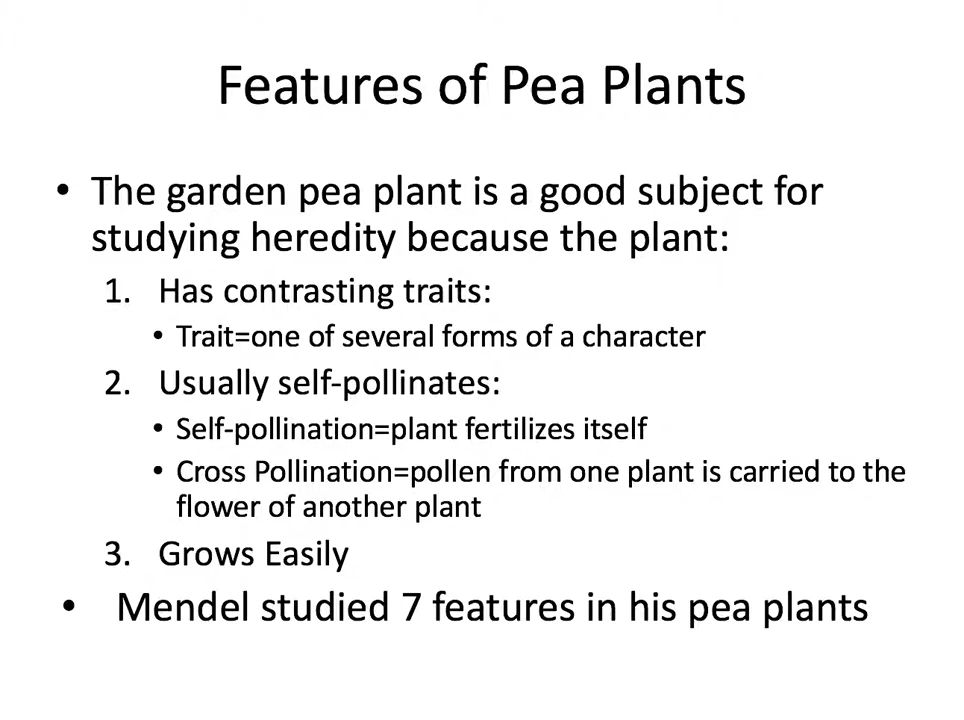 Features of Pea Plants
• The garden pea plant is a good subject for
studying heredity because the plant:
1. Has contrasting traits:
• Trait=one of several forms of a character
2. Usually self-pollinates:
• Self-pollination=plant fertilizes itself
• Cross Pollination=pollen from one plant is carried to the
flower of another plant
3. Grows Easily
• Mendel studied 7 features in his pea plants